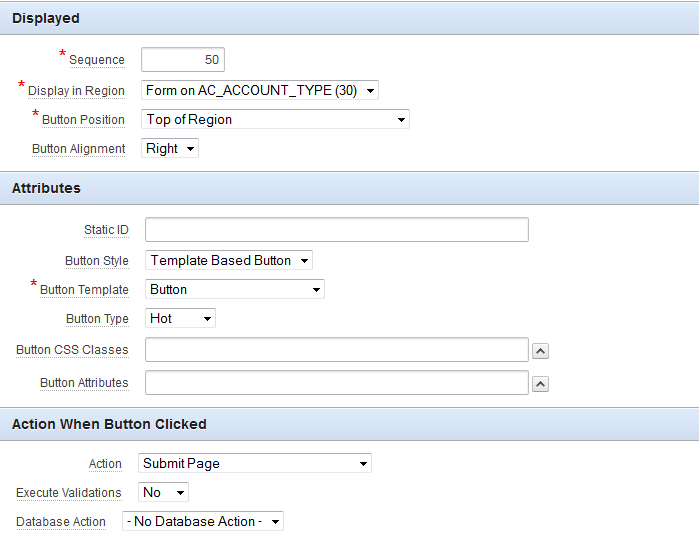 Displayed
* Sequence 50
* Display in Region Form on AC_ACCOUNT_TYPE (30)
* Button Position Top of Region
Button Alignment Right
Attributes
Static ID
Button Style Template Based Button
* Button Template Button
Button Type Hot
Button CSS Classes
Button Attributes
Action When Button Clicked
Action Submit Page
Execute Validations No
Database Action - No Database Action -